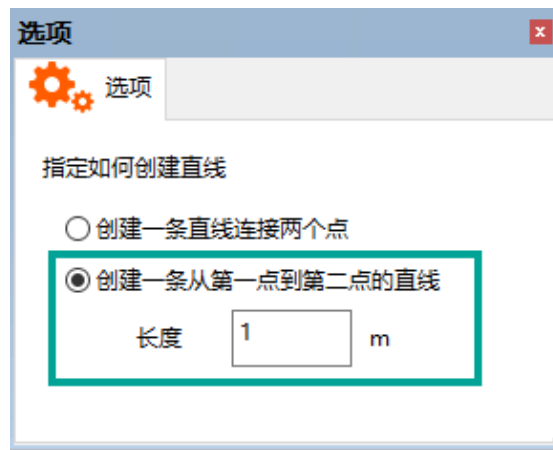 选项
选项
指定如何创建直线
创建一条直线连接两个点
创建一条从第一点到第二点的直线
长度 1 m